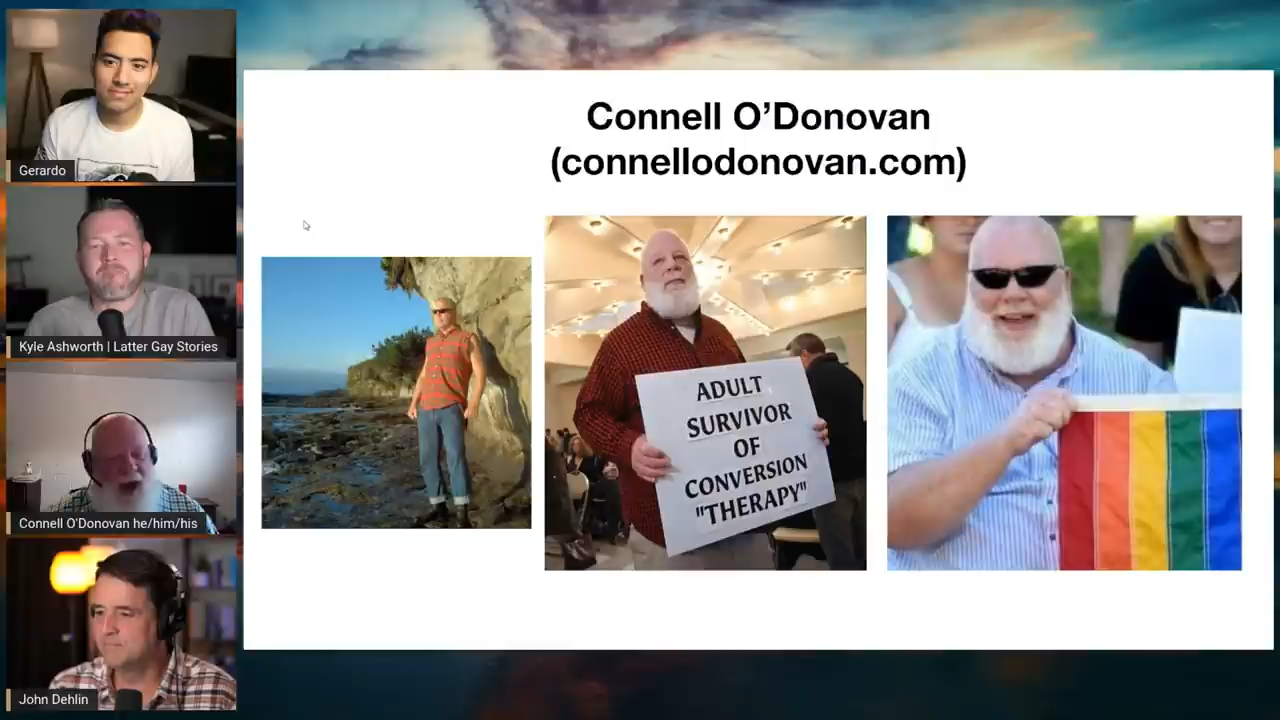 Connell O’Donovan
(connellodonovan.com)
Gerardo
Kyle Ashworth | Latter Gay Stories
Connell O'Donovan he/him/his
John Dehlin
ADULT
SURVIVOR
OF
CONVERSION
"THERAPY"